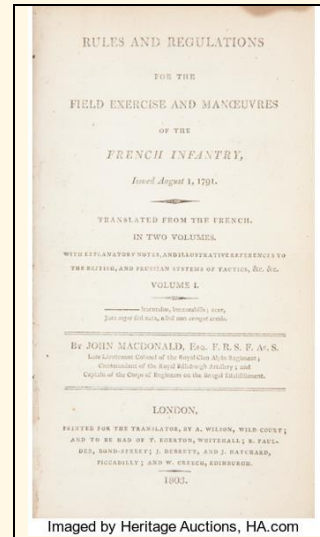 RULES AND REGULATIONS
FOR THE
FIELD EXERCISE AND MANŒUVRES
OF THE
FRENCH INFANTRY,
Issued August 1, 1791.
TRANSLATED FROM THE FRENCH.
IN TWO VOLUMES.
WITH EXPLANATORY NOTES, AND ILLUSTRATIVE REFERENCES TO
THE BRITISH, AND PRUSSIAN SYSTEMS OF TACTICS, &c. &c.
VOLUME I.
By JOHN MACDONALD, Esq. F. R. S. F. A. S.
Late Lieutenant Colonel of the Royal Clan Alpin Regiment;
Commandant of the Royal Edinburgh Artillery; and
Captain of the Corps of Engineers on the Bengal Establishment.
LONDON,
PRINTED FOR THE TRANSLATOR, BY A. WILSON, WILD COURT;
AND TO BE HAD OF T. EGERTON, WHITEHALL; R. FAUL-
DER, BOND-STREET; J. DEBRETT, AND J. HATCHARD,
PICCADILLY; AND W. CREECH, EDINBURGH.
1803.
Imaged by Heritage Auctions, HA.com